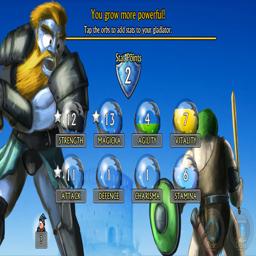 You grow more powerful!
Tap the orbs to add stats to your gladiator.
Stat Points
2
12 13 4 7
STRENGTH MAGICKA AGILITY VITALITY
11 1 1 6
ATTACK DEFENCE CHARISMA STAMINA